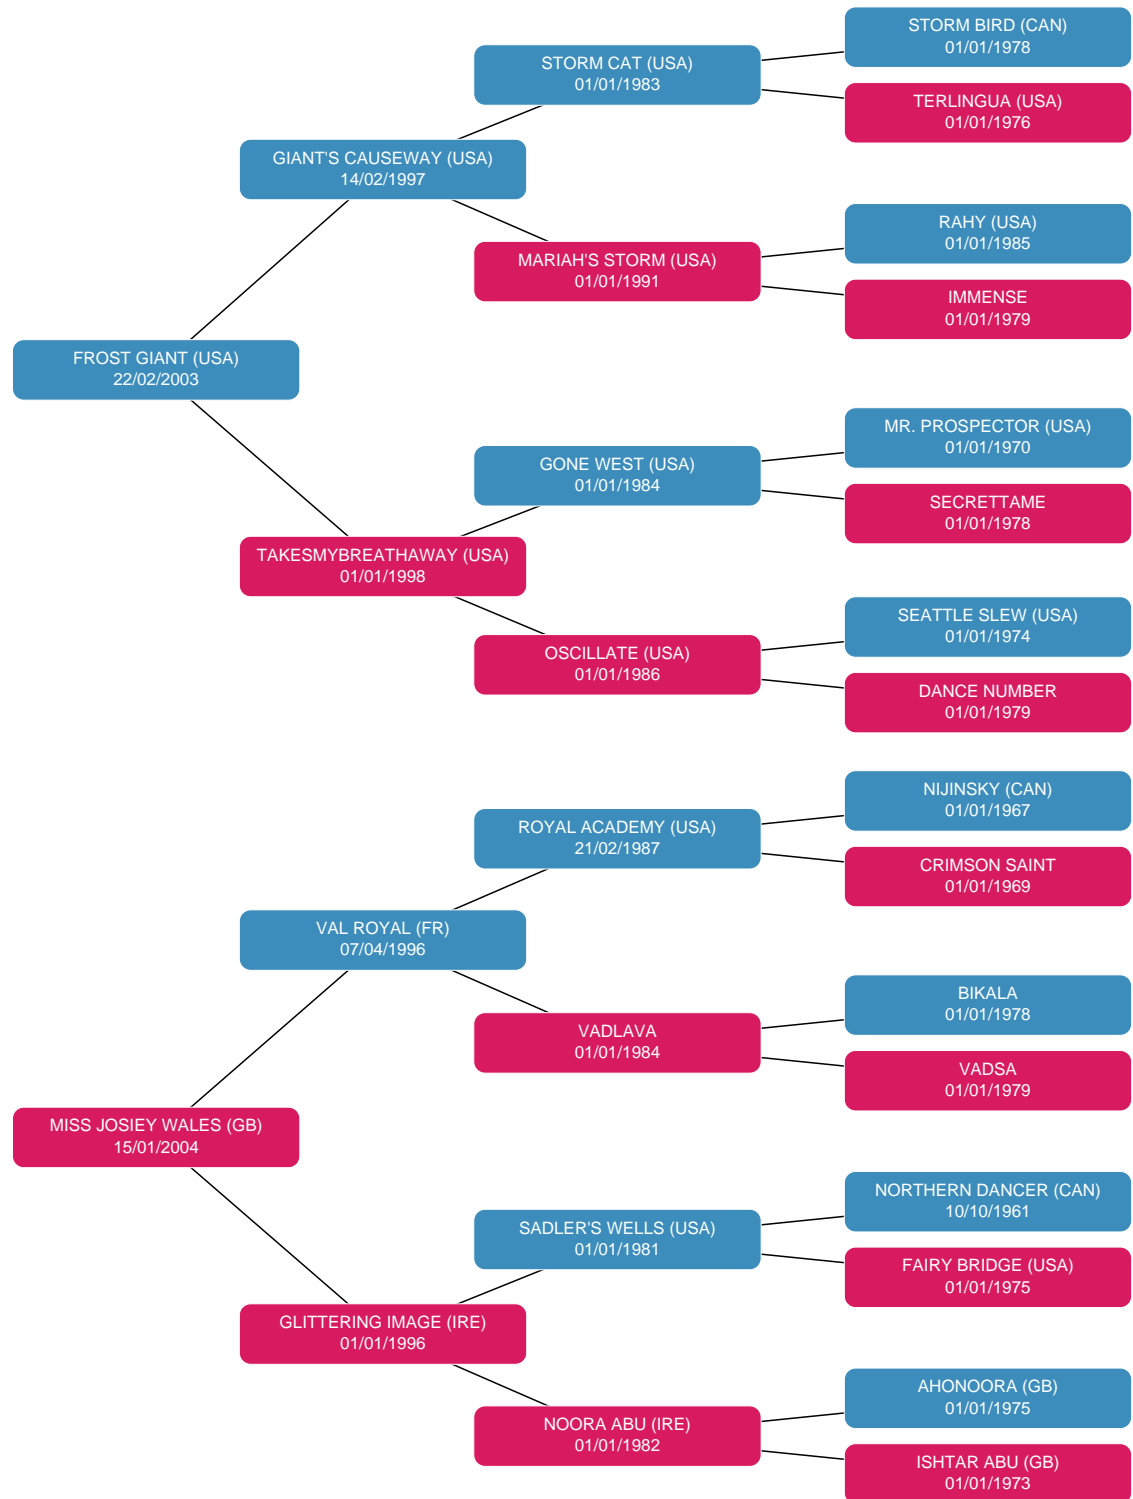 STORM BIRD (CAN)
01/01/1978
STORM CAT (USA)
01/01/1983
TERLINGUA (USA)
01/01/1976
GIANT'S CAUSEWAY (USA)
14/02/1997
RAHY (USA)
01/01/1985
MARIAH'S STORM (USA)
01/01/1991
IMMENSE
01/01/1979
FROST GIANT (USA)
22/02/2003
MR. PROSPECTOR (USA)
01/01/1970
GONE WEST (USA)
01/01/1984
SECRETTAME
01/01/1978
TAKESMYBREATHAWAY (USA)
01/01/1998
SEATTLE SLEW (USA)
01/01/1974
OSCILLATE (USA)
01/01/1986
DANCE NUMBER
01/01/1979
NIJINSKY (CAN)
01/01/1967
ROYAL ACADEMY (USA)
21/02/1987
CRIMSON SAINT
01/01/1969
VAL ROYAL (FR)
07/04/1996
BIKALA
01/01/1978
VADLAVA
01/01/1984
VADSA
01/01/1979
MISS JOSIEY WALES (GB)
15/01/2004
NORTHERN DANCER (CAN)
10/10/1961
SADLER'S WELLS (USA)
01/01/1981
FAIRY BRIDGE (USA)
01/01/1975
GLITTERING IMAGE (IRE)
01/01/1996
AHONOORA (GB)
01/01/1975
NOORA ABU (IRE)
01/01/1982
ISHTAR ABU (GB)
01/01/1973